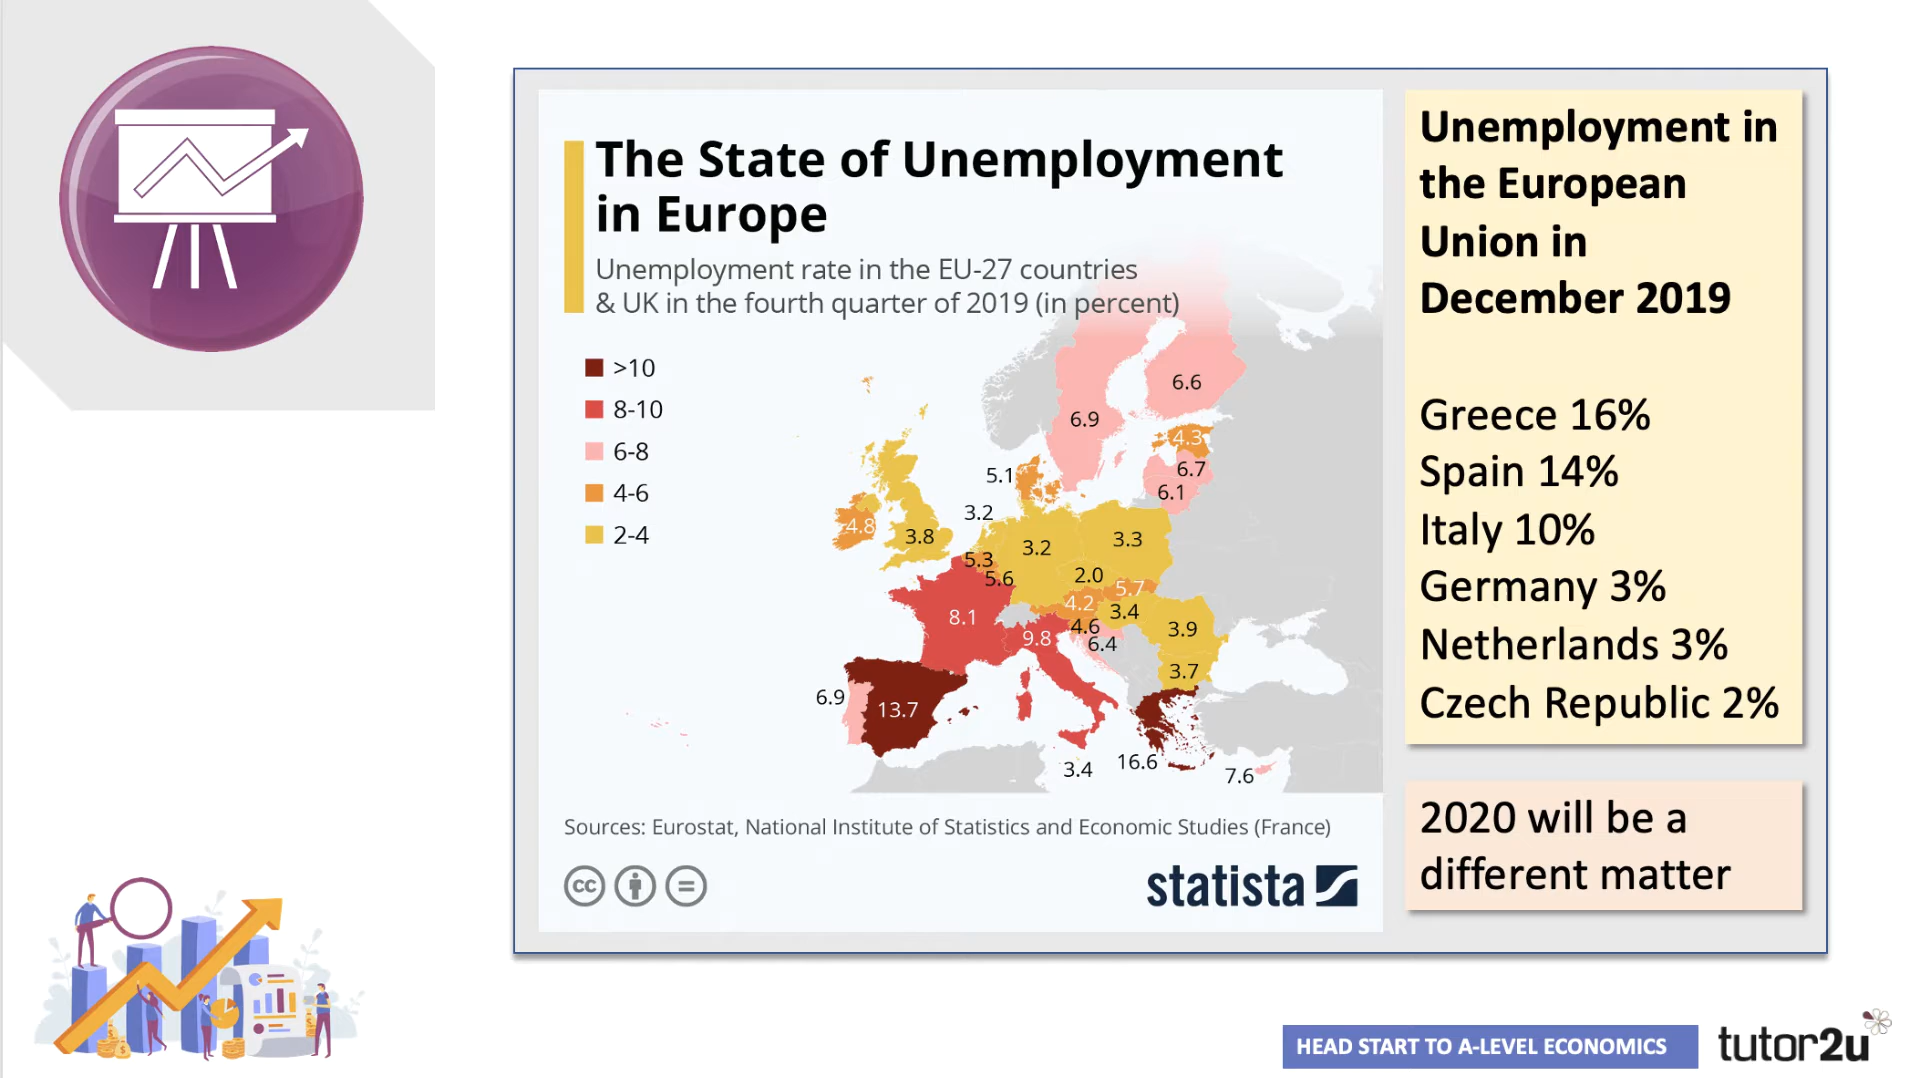 The State of Unemployment
in Europe
Unemployment rate in the EU-27 countries
& UK in the fourth quarter of 2019 (in percent)
>10
8-10
6-8
4-6
2-4
6.6
6.9
4.3
5.1
6.7
6.1
3.2
4.8
3.8
3.2
3.3
5.3
5.6
2.0
5.7
4.2
3.4
8.1
9.8
4.6
6.4
3.9
3.7
6.9
13.7
3.4
16.6
7.6
Sources: Eurostat, National Institute of Statistics and Economic Studies (France)
cc
statista
Unemployment in
the European
Union in
December 2019
Greece 16%
Spain 14%
Italy 10%
Germany 3%
Netherlands 3%
Czech Republic 2%
2020 will be a
different matter
HEAD START TO A-LEVEL ECONOMICS
tutor2u